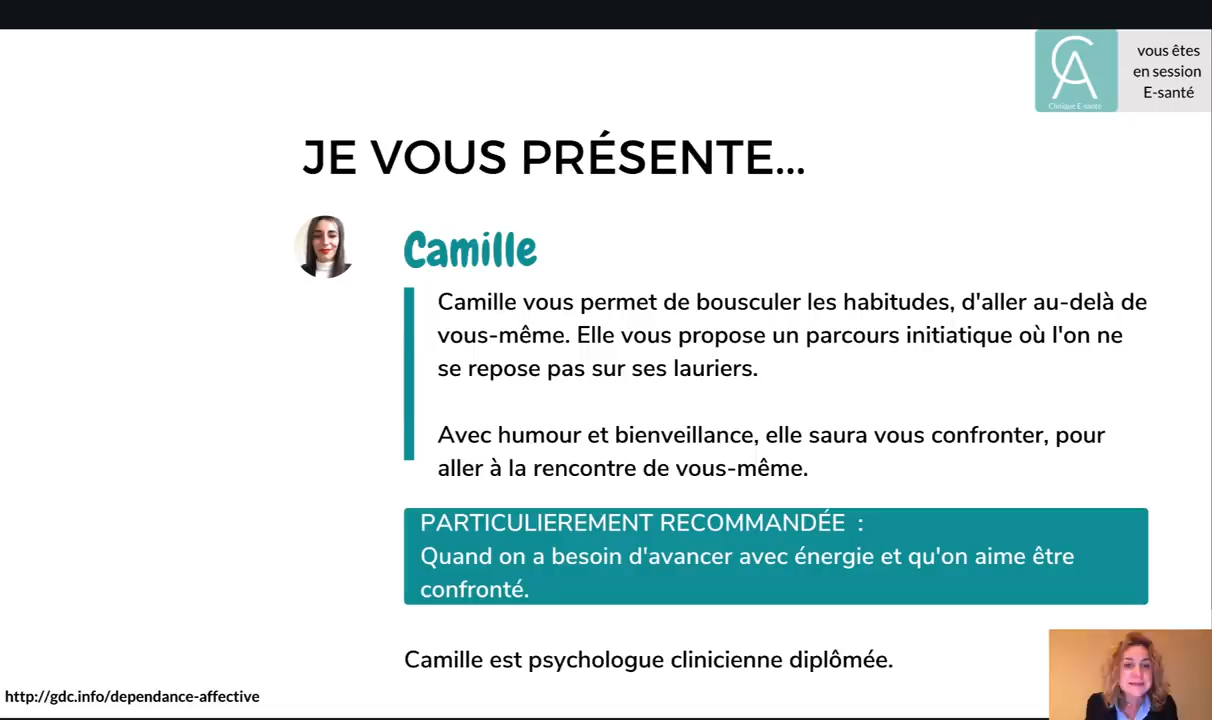 vous êtes
en session
E-santé
CA
Clinique E-sante
JE VOUS PRÉSENTE...
Camille
Camille vous permet de bousculer les habitudes, d'aller au-delà de
vous-même. Elle vous propose un parcours initiatique où l'on ne
se repose pas sur ses lauriers.
Avec humour et bienveillance, elle saura vous confronter, pour
aller à la rencontre de vous-même.
PARTICULIEREMENT RECOMMANDÉE :
Quand on a besoin d'avancer avec énergie et qu'on aime être
confronté.
Camille est psychologue clinicienne diplômée.
http://gdc.info/dependance-affective